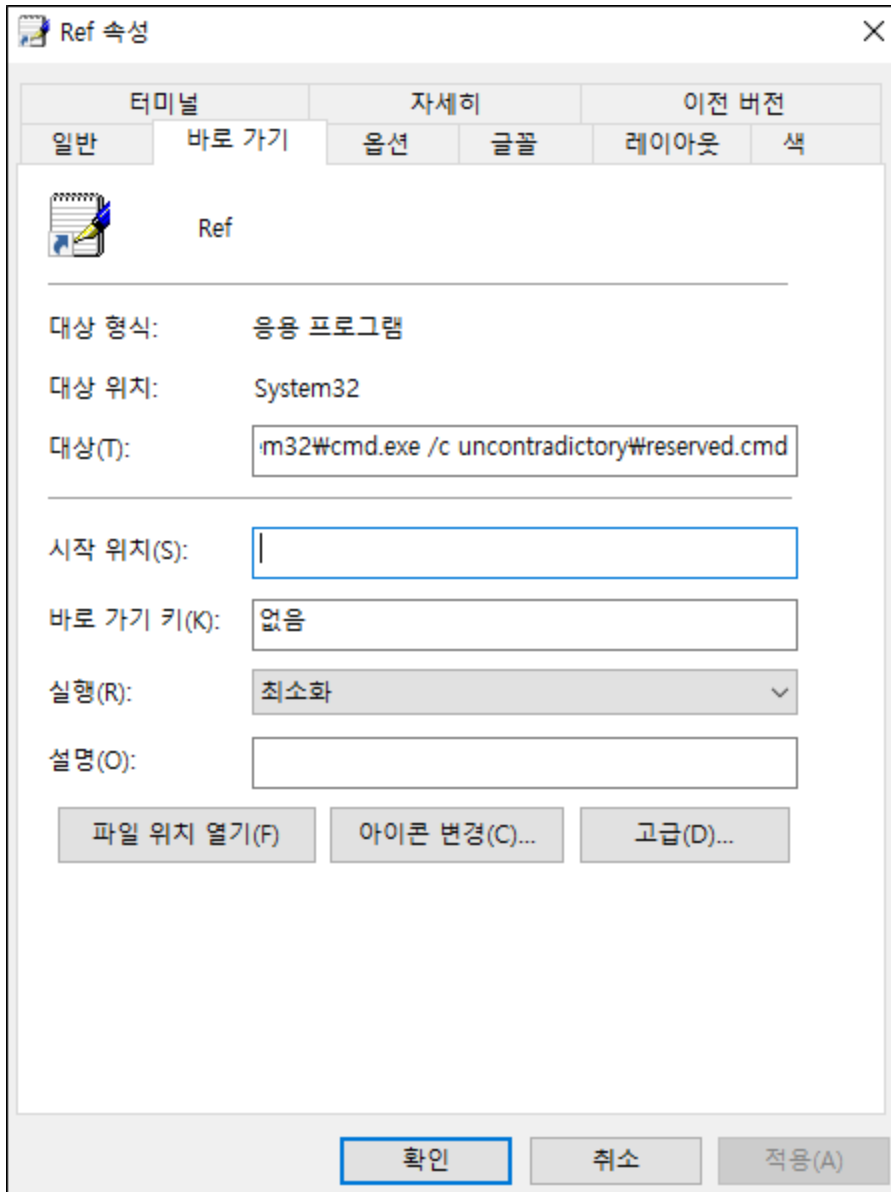 Ref 속성
터미널 자세히 이전 버전
일반 바로 가기 옵션 글꼴 레이아웃 색
Ref
대상 형식: 응용 프로그램
대상 위치: System32
대상(T): m32₩cmd.exe /c uncontradictory₩reserved.cmd
시작 위치(S):
바로 가기 키(K): 없음
실행(R): 최소화
설명(O):
파일 위치 열기(F) 아이콘 변경(C)... 고급(D)...
확인 취소 적용(A)